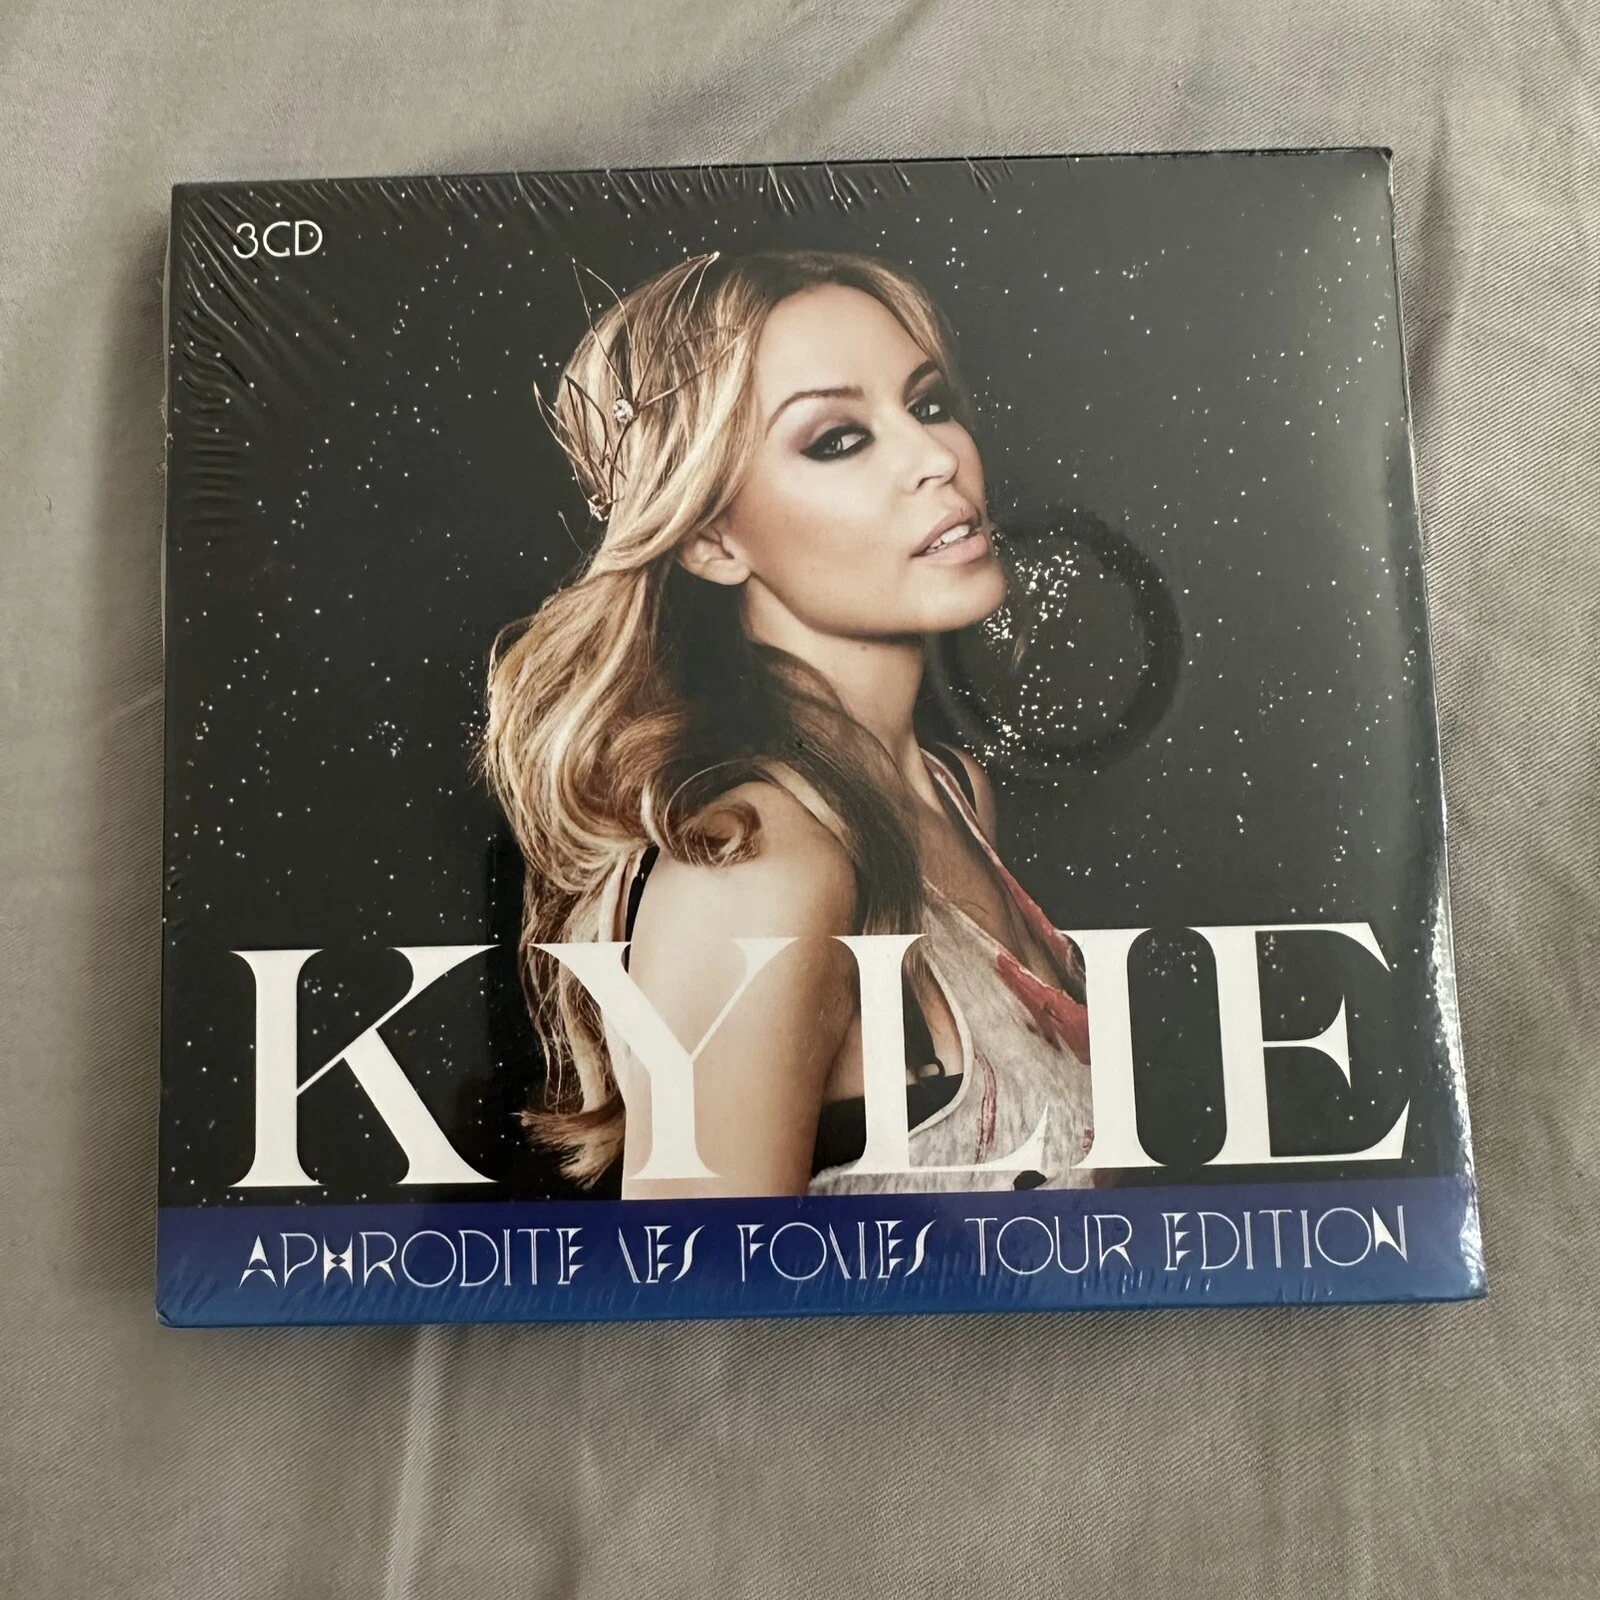 3CD
KYLIE
APHRODITE LES FOLIES TOUR EDITION